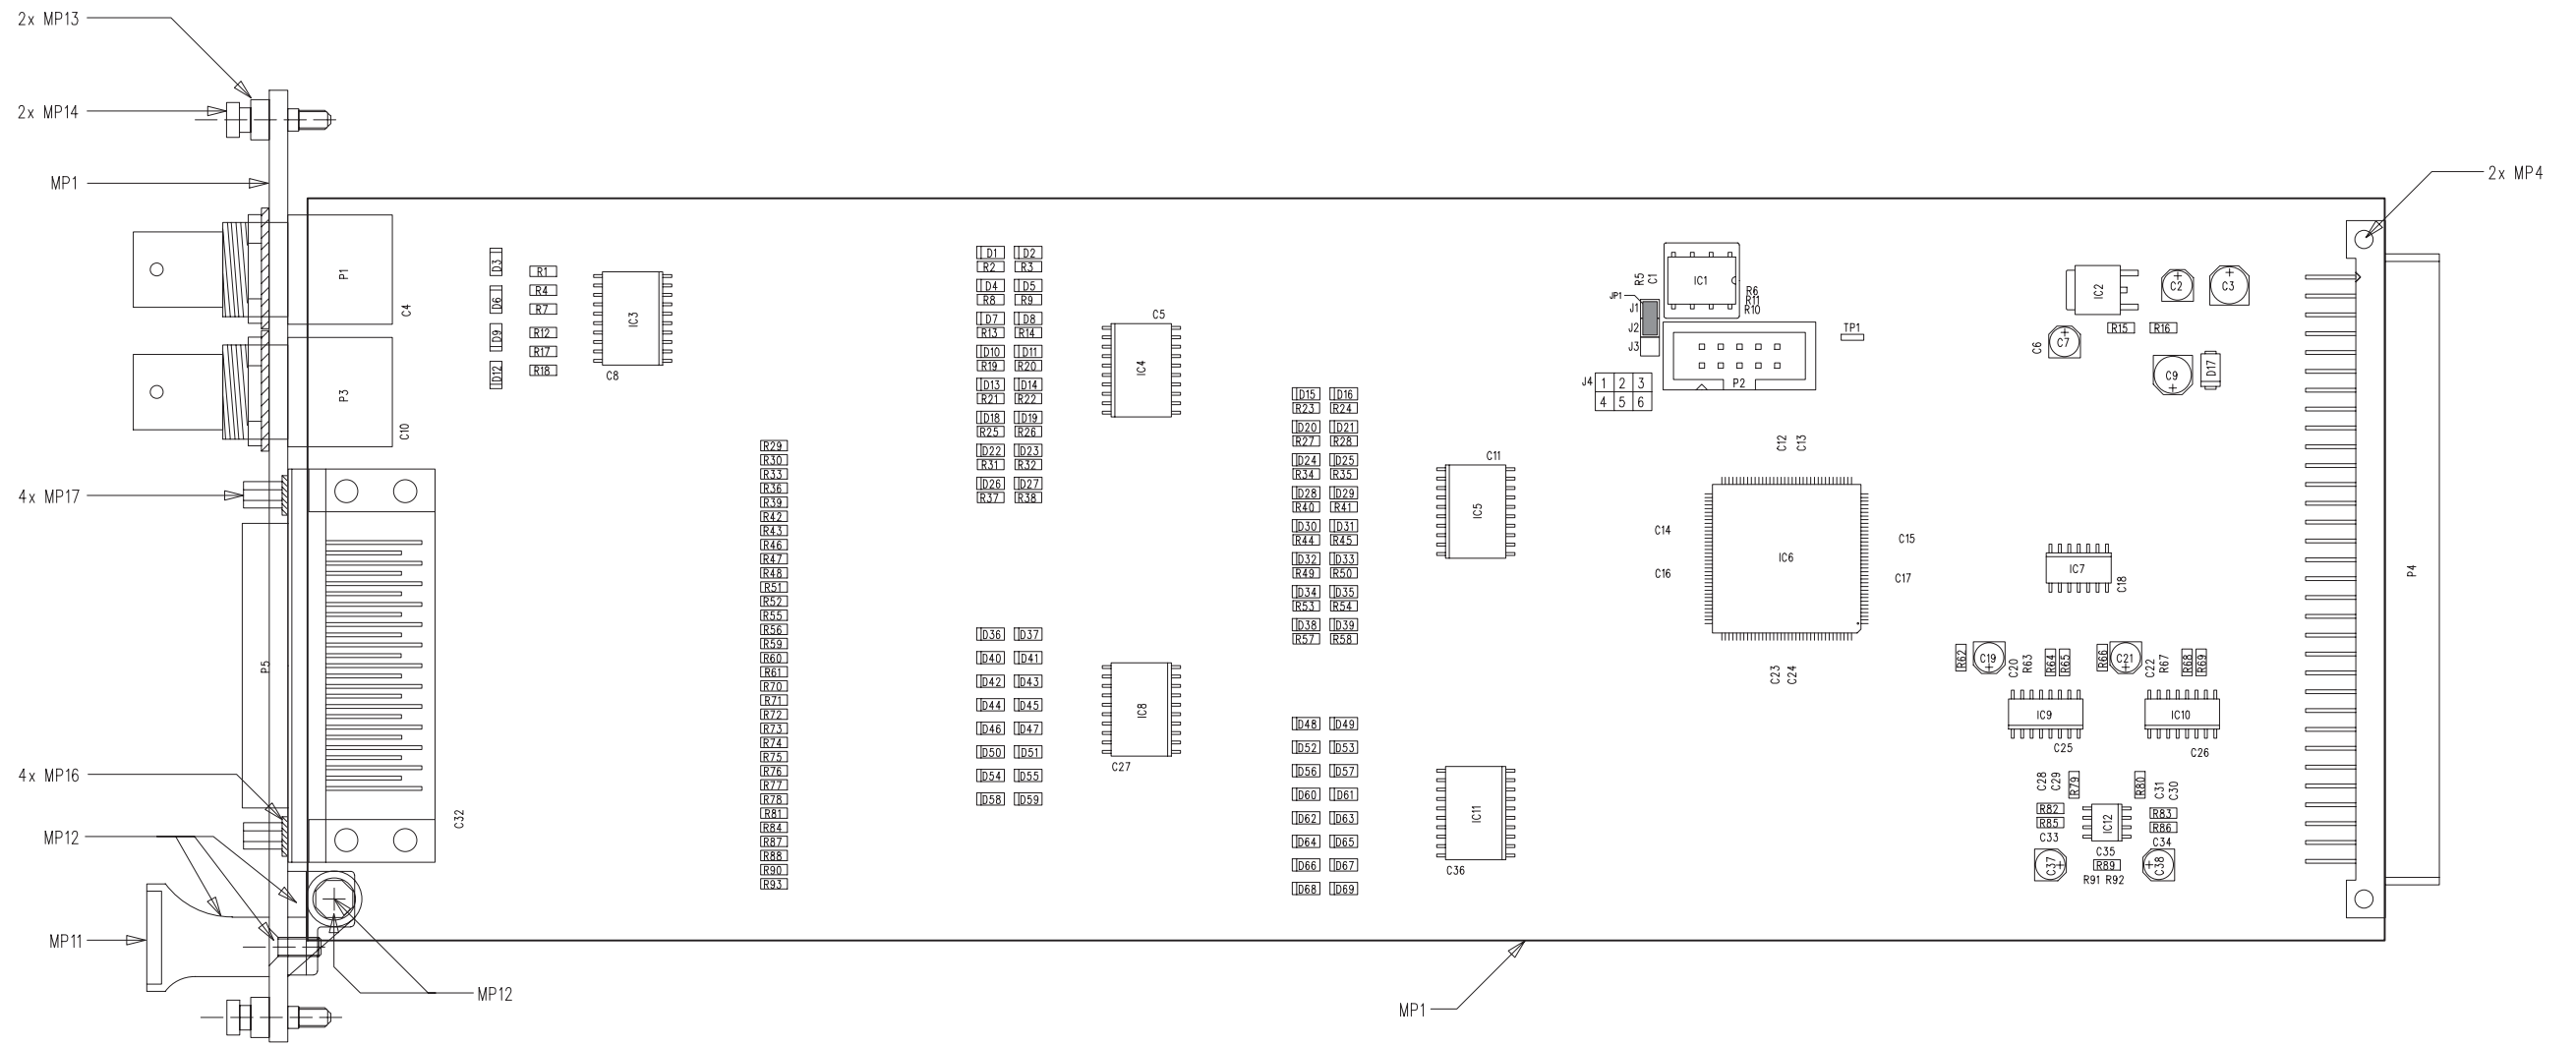 2x MP13
2x MP14
MP1
4x MP17
4x MP16
MP12
MP11
MP12
MP1
2x MP4
P1
C4
P3
C10
P5
C32
D3
D6
D9
D12
R1
R4
R7
R12
R17
R18
IC3
C8
R29
R30
R33
R36
R39
R42
R43
R46
R47
R48
R51
R52
R55
R56
R59
R60
R61
R70
R71
R72
R73
R74
R75
R76
R77
R78
R81
R84
R87
R88
R90
R93
D1 D2
R2 R3
D4 D5
R8 R9
D7 D8
R13 R14
D10 D11
R19 R20
D13 D14
R21 R22
D18 D19
R25 R26
D22 D23
R31 R32
D26 D27
R37 R38
D36 D37
D40 D41
D42 D43
D44 D45
D46 D47
D50 D51
D54 D55
D58 D59
C5
IC4
IC8
C27
D15 D16
R23 R24
D20 D21
R27 R28
D24 D25
R34 R35
D28 D29
R40 R41
D30 D31
R44 R45
D32 D33
R49 R50
D34 D35
R53 R54
D38 D39
R57 R58
D48 D49
D52 D53
D56 D57
D60 D61
D62 D63
D64 D65
D66 D67
D68 D69
C11
IC5
IC11
C36
R5
C1
IC1
R6
R11
R10
JP1
J1
J2
J3
P2
TP1
J4
1 2 3
4 5 6
C12
C13
C14
C16
IC6
C15
C17
C23
C24
IC2
C2
C3
R15
R16
C6
C7
C9
D17
IC7
C18
R62
C19
C20
R63
R64
R65
R66
C21
C22
R67
R68
R69
IC9
IC10
C25
C26
C28
C29
R79
R80
C31
C30
R82
R85
C33
IC12
R83
R86
C34
C35
C37
R89
C38
R91 R92
P4